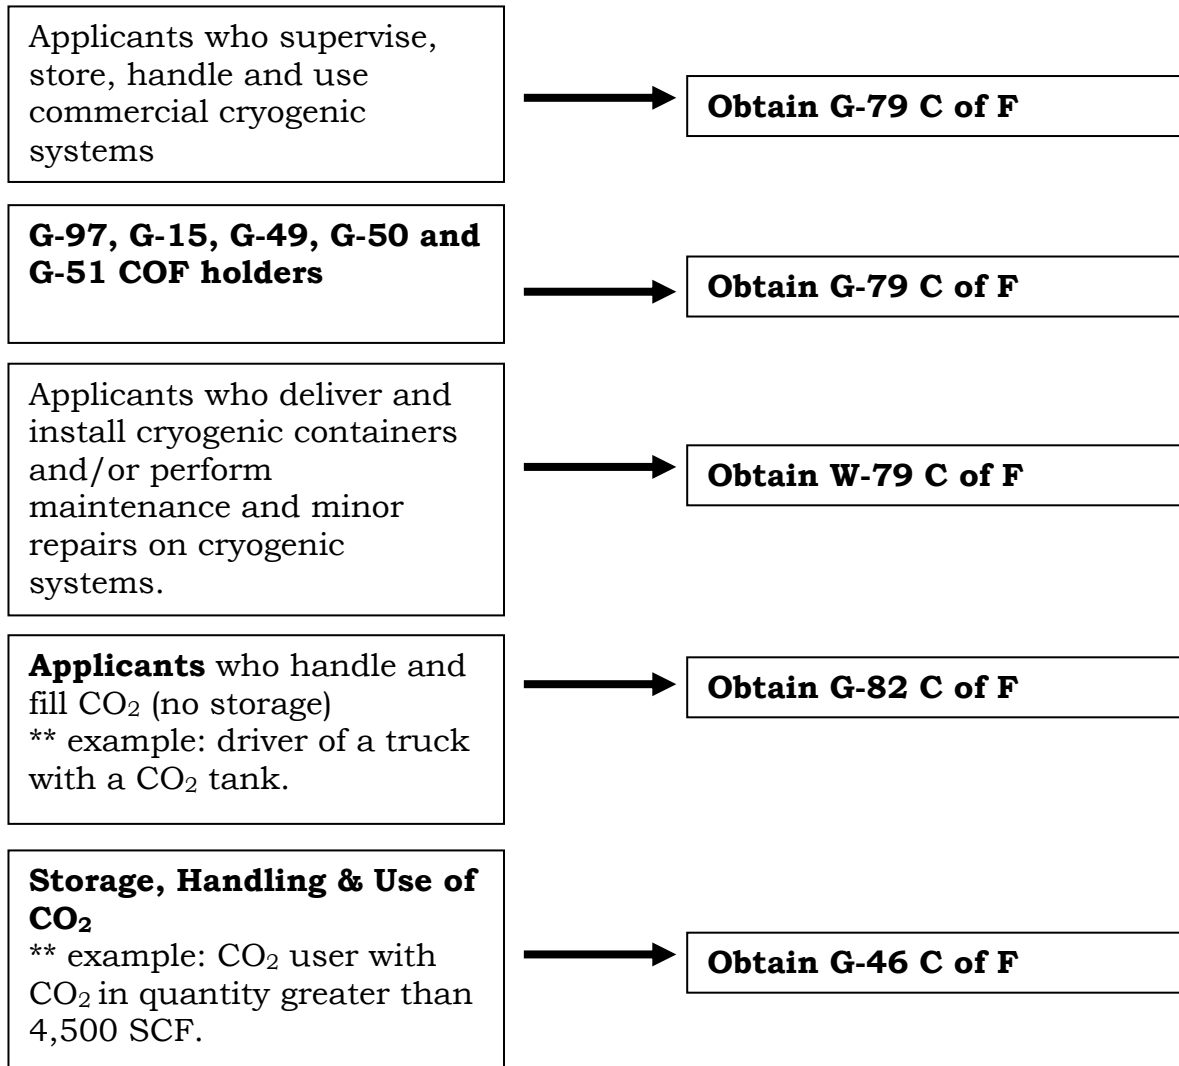 Applicants who supervise,
store, handle and use
commercial cryogenic
systems
Obtain G-79 C of F
G-97, G-15, G-49, G-50 and
G-51 COF holders
Obtain G-79 C of F
Applicants who deliver and
install cryogenic containers
and/or perform
maintenance and minor
repairs on cryogenic
systems.
Obtain W-79 C of F
Applicants who handle and
fill CO₂ (no storage)
** example: driver of a truck
with a CO₂ tank.
Obtain G-82 C of F
Storage, Handling & Use of
CO₂
** example: CO₂ user with
CO₂ in quantity greater than
4,500 SCF.
Obtain G-46 C of F